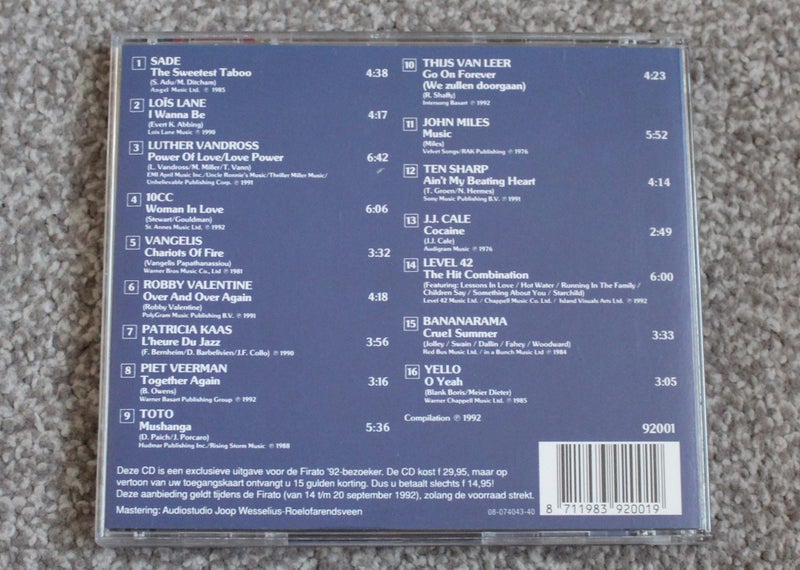 1 SADE
The Sweetest Taboo 4:38
(S. Adu/M. Ditcham)
Angel Music Ltd. ℗ 1985
2 LOÏS LANE
I Wanna Be 4:17
(Evert K. Abbing)
Lois Lane Music ℗ 1990
3 LUTHER VANDROSS
Power Of Love/Love Power 6:42
(L. Vandross/M. Miller/T. Vann)
EMI April Music Inc./Uncle Ronnie's Music/Thriller Miller Music/
Unbelievable Publishing Corp. ℗ 1991
4 10CC
Woman In Love 6:06
(Stewart/Gouldman)
St. Annes Music Ltd. ℗ 1992
5 VANGELIS
Chariots Of Fire 3:32
(Vangelis Papathanassiou)
Warner Bros Music Co., Ltd ℗ 1981
6 ROBBY VALENTINE
Over And Over Again 4:18
(Robby Valentine)
PolyGram Music Publishing B.V. ℗ 1991
7 PATRICIA KAAS
L'heure Du Jazz 3:56
(F. Bernheim/D. Barbelivien/J.F. Collo) ℗ 1990
8 PIET VEERMAN
Together Again 3:16
(B. Owens)
Warner Basart Publishing Group ℗ 1992
9 TOTO
Mushanga 5:36
(D. Paich/J. Porcaro)
Hudmar Publishing Inc./Rising Storm Music ℗ 1988
10 THIJS VAN LEER
Go On Forever 4:23
(We zullen doorgaan)
(R. Shaffy)
Intersong Basart ℗ 1992
11 JOHN MILES
Music 5:52
(Miles)
Velvet Songs/RAK Publishing ℗ 1976
12 TEN SHARP
Ain't My Beating Heart 4:14
(T. Groen/N. Hermes)
Sony Music Publishing B.V. ℗ 1991
13 J.J. CALE
Cocaine 2:49
(J.J. Cale)
Audigram Music ℗ 1976
14 LEVEL 42
The Hit Combination 6:00
(Featuring: Lessons In Love / Hot Water / Running In The Family /
Children Say / Something About You / Starchild)
Level 42 Music Ltd. / Chappell Music Co. Ltd. / Island Visuals Arts Ltd. ℗ 1992
15 BANANARAMA
Cruel Summer 3:33
(Jolley / Swain / Dallin / Fahey / Woodward)
Red Bus Music Ltd. / in a Bunch Music Ltd ℗ 1984
16 YELLO
O Yeah 3:05
(Blank Boris/Meier Dieter)
Warner Chappell Music Ltd. ℗ 1985
Compilation ℗ 1992
92001
Deze CD is een exclusieve uitgave voor de Firato '92-bezoeker. De CD kost f 29,95, maar op
vertoon van uw toegangskaart ontvangt u 15 gulden korting. Dus u betaalt slechts f 14,95!
Deze aanbieding geldt tijdens de Firato (van 14 t/m 20 september 1992), zolang de voorraad strekt.
Mastering: Audiostudio Joop Wesselius-Roelofarendsveen
08-074043-40
8 711983 920019